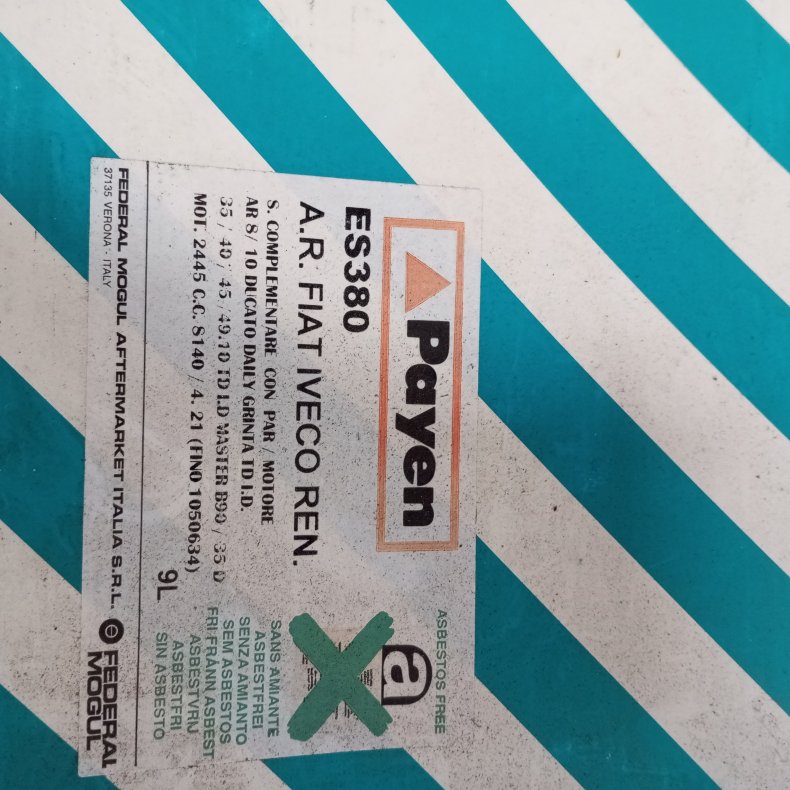 Payen
ES380
A.R. FIAT IVECO REN.
S. COMPLEMENTARE CON PAR / MOTORE
AR 8 / 10 DUCATO DAILY GRINTA TD I.D.
35 / 40 / 45 / 49.10 TD I.D MASTER B90 / 35 D
MOT. 2445 C.C. 8140 / 4. 21 (FINO 1050634)
9L
ASBESTOS FREE
a
SANS AMIANTE
ASBESTFREI
SENZA AMIANTO
SEM ASBESTOS
FRI FRÅNN ASBEST
ASBESTVRIJ
ASBESTFRI
SIN ASBESTO
FEDERAL MOGUL AFTERMARKET ITALIA S.R.L.
37135 VERONA - ITALY
FEDERAL
MOGUL